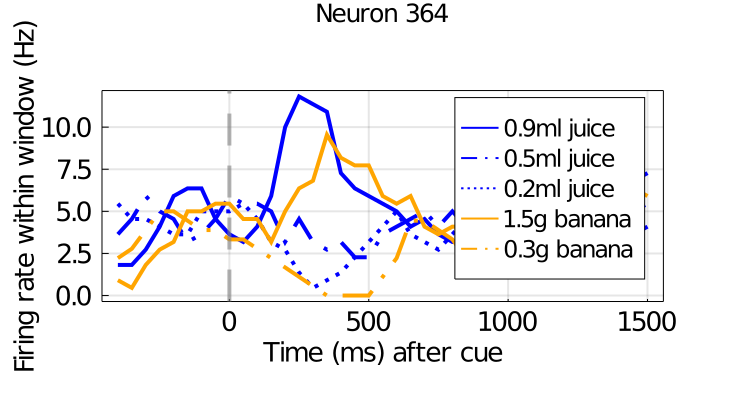 Neuron 364
Firing rate within window (Hz)
10.0
7.5
5.0
2.5
0.0
0
500
1000
1500
Time (ms) after cue
0.9ml juice
0.5ml juice
0.2ml juice
1.5g banana
0.3g banana